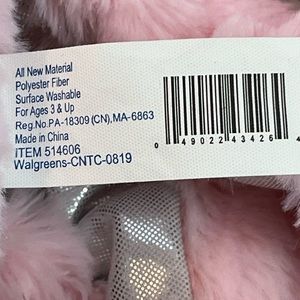 All New Material
Polyester Fiber
Surface Washable
For Ages 3 & Up
Reg.No.PA-18309 (CN),MA-6863
Made in China
ITEM 514606
Walgreens-CNTC-0819
0 49022 43426 4